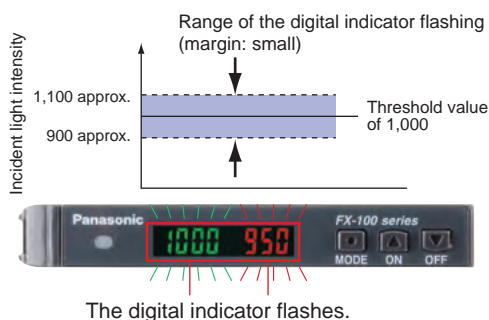 Range of the digital indicator flashing
(margin: small)
Incident light intensity
1,100 approx.
Threshold value
of 1,000
900 approx.
Panasonic
1000 950
FX-100 series
MODE ON OFF
The digital indicator flashes.